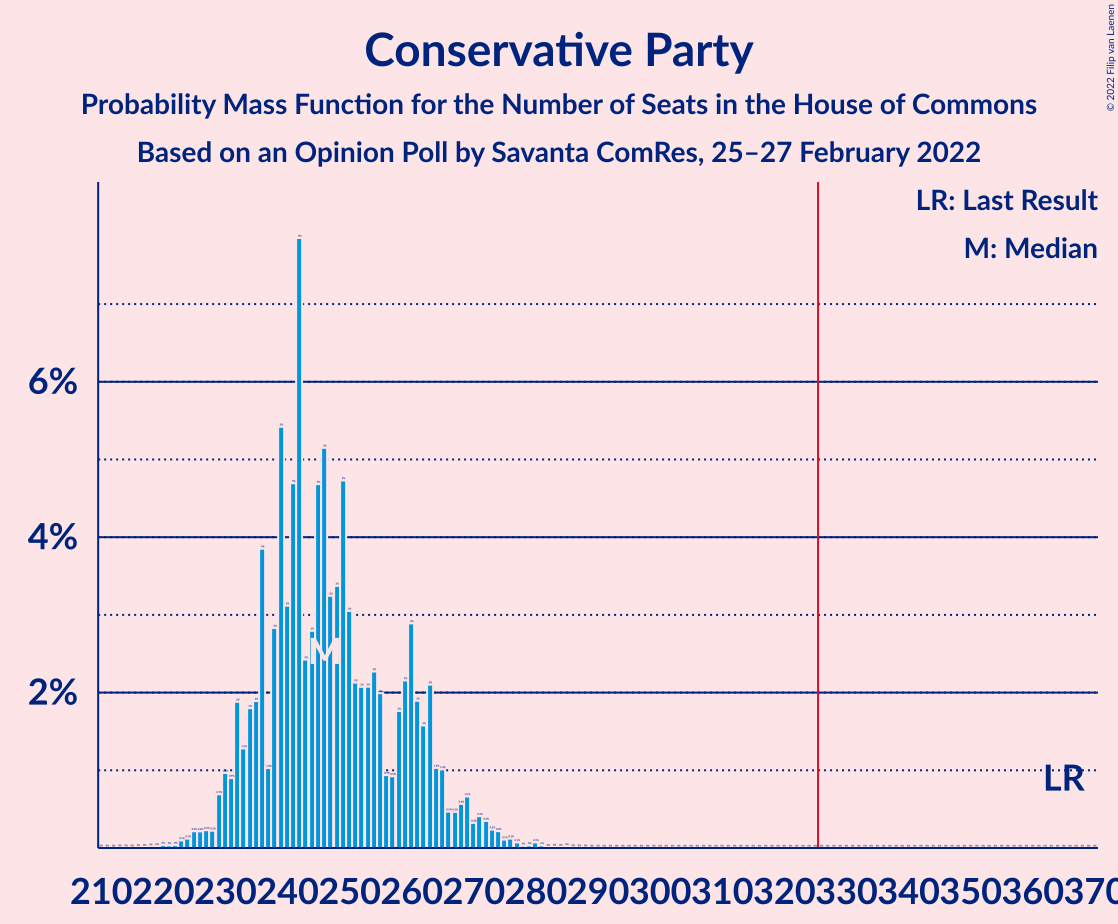 Conservative Party
Probability Mass Function for the Number of Seats in the House of Commons
Based on an Opinion Poll by Savanta ComRes, 25–27 February 2022
© 2022 Filip van Laenen
LR: Last Result
M: Median
6%
4%
2%
M
LR
210220230240250260270280290300310320330340350360370